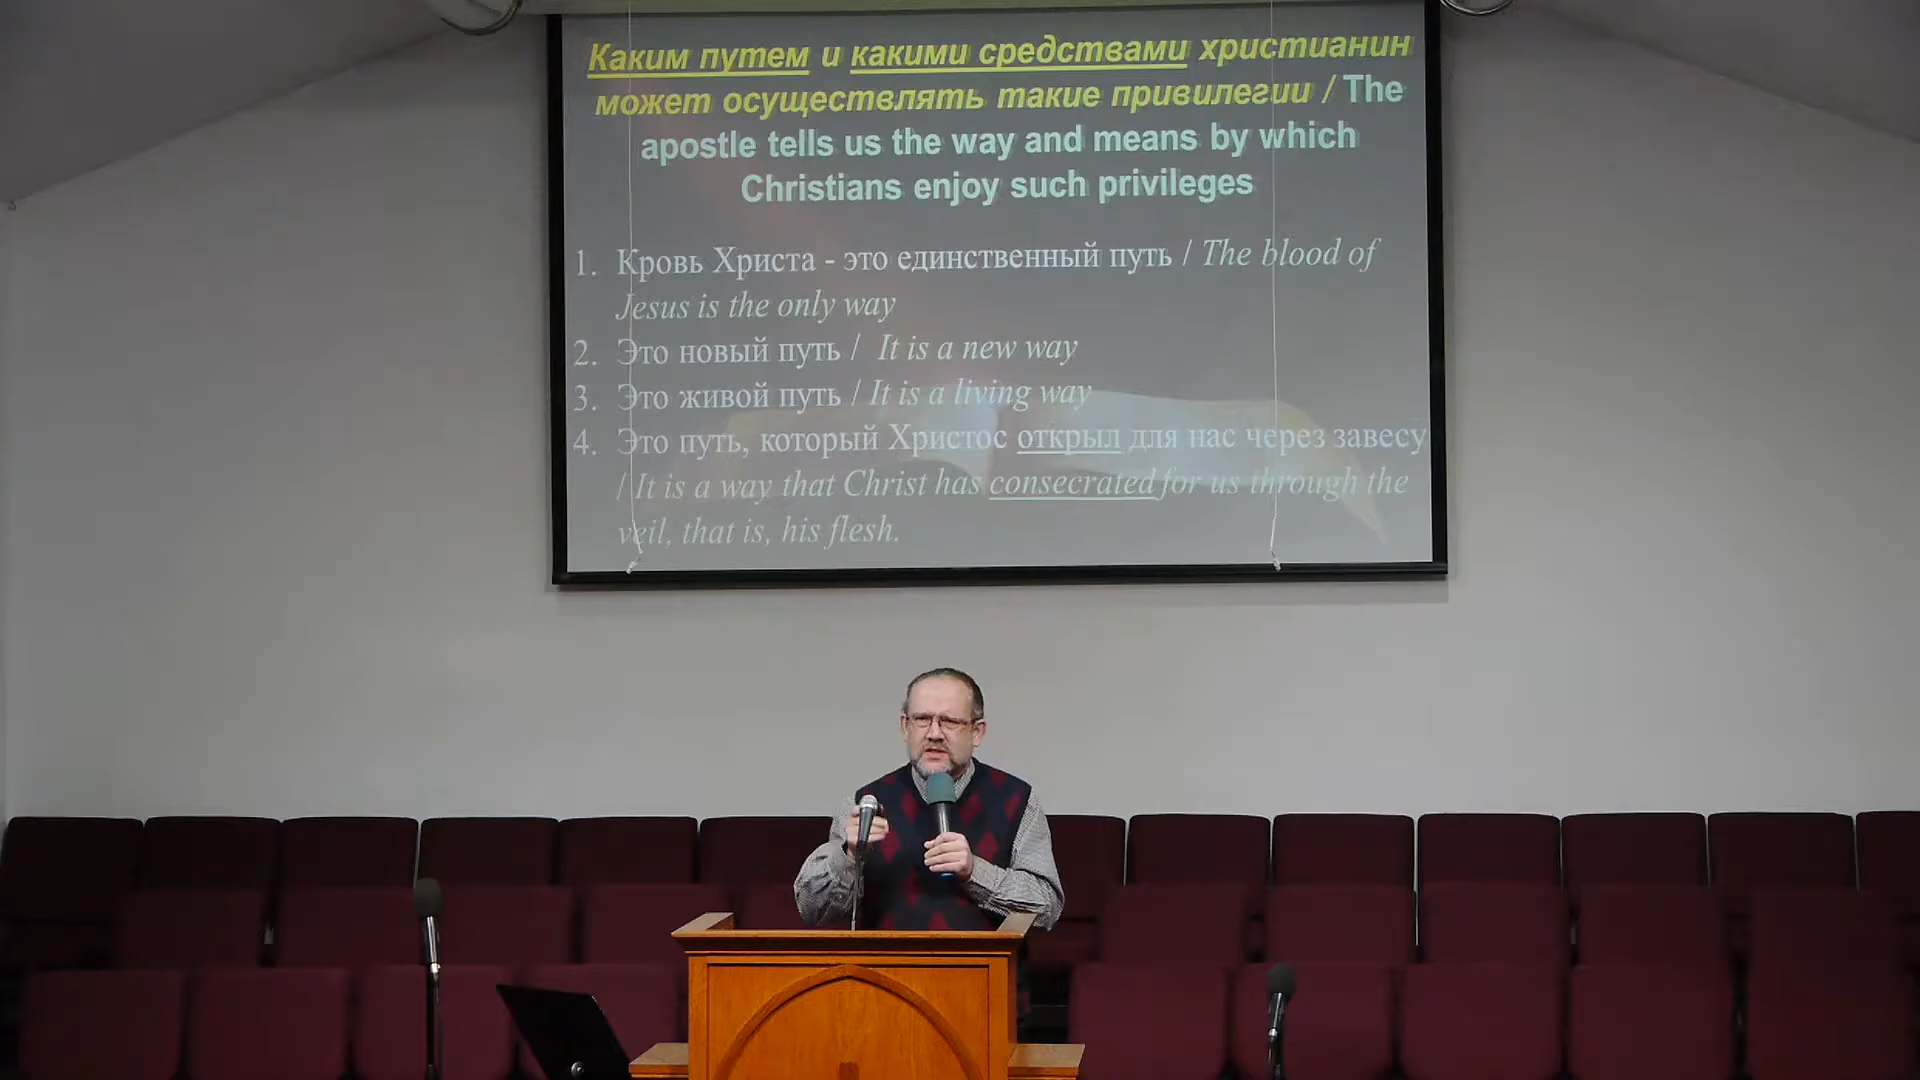 Каким путем и какими средствами христианин
может осуществлять такие привилегии / The
apostle tells us the way and means by which
Christians enjoy such privileges
1. Кровь Христа - это единственный путь / The blood of
Jesus is the only way
2. Это новый путь / It is a new way
3. Это живой путь / It is a living way
4. Это путь, который Христос открыл для нас через завесу
/ It is a way that Christ has consecrated for us through the
veil, that is, his flesh.